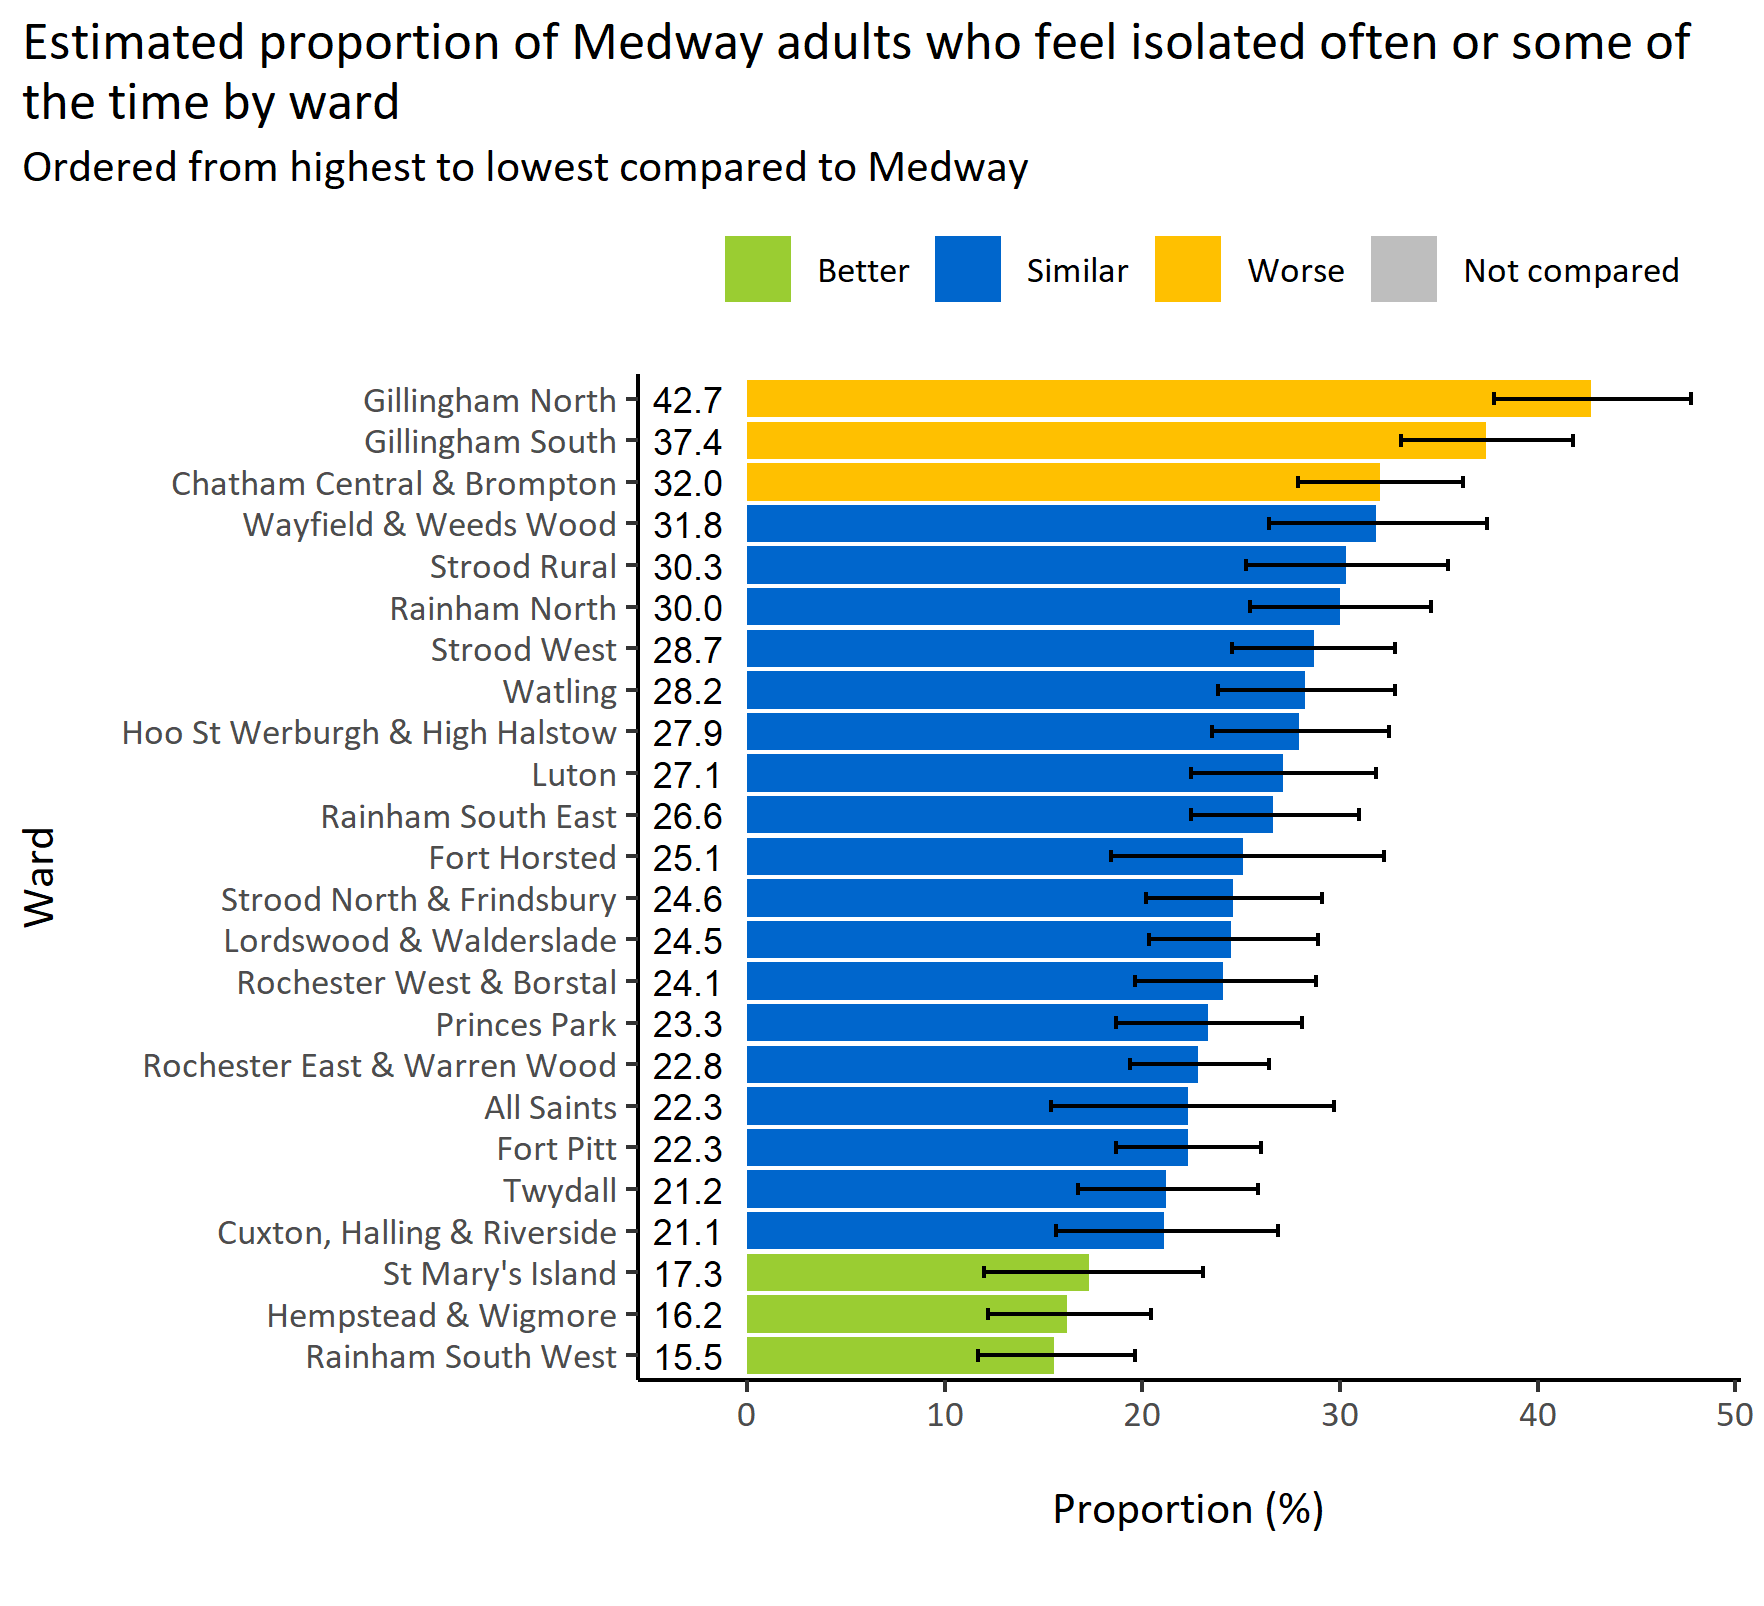 Estimated proportion of Medway adults who feel isolated often or some of
the time by ward
Ordered from highest to lowest compared to Medway
Better Similar Worse Not compared
Gillingham North 42.7
Gillingham South 37.4
Chatham Central & Brompton 32.0
Wayfield & Weeds Wood 31.8
Strood Rural 30.3
Rainham North 30.0
Strood West 28.7
Watling 28.2
Hoo St Werburgh & High Halstow 27.9
Luton 27.1
Rainham South East 26.6
Fort Horsted 25.1
Strood North & Frindsbury 24.6
Lordswood & Walderslade 24.5
Rochester West & Borstal 24.1
Princes Park 23.3
Rochester East & Warren Wood 22.8
All Saints 22.3
Fort Pitt 22.3
Twydall 21.2
Cuxton, Halling & Riverside 21.1
St Mary's Island 17.3
Hempstead & Wigmore 16.2
Rainham South West 15.5
Ward
0 10 20 30 40 50
Proportion (%)